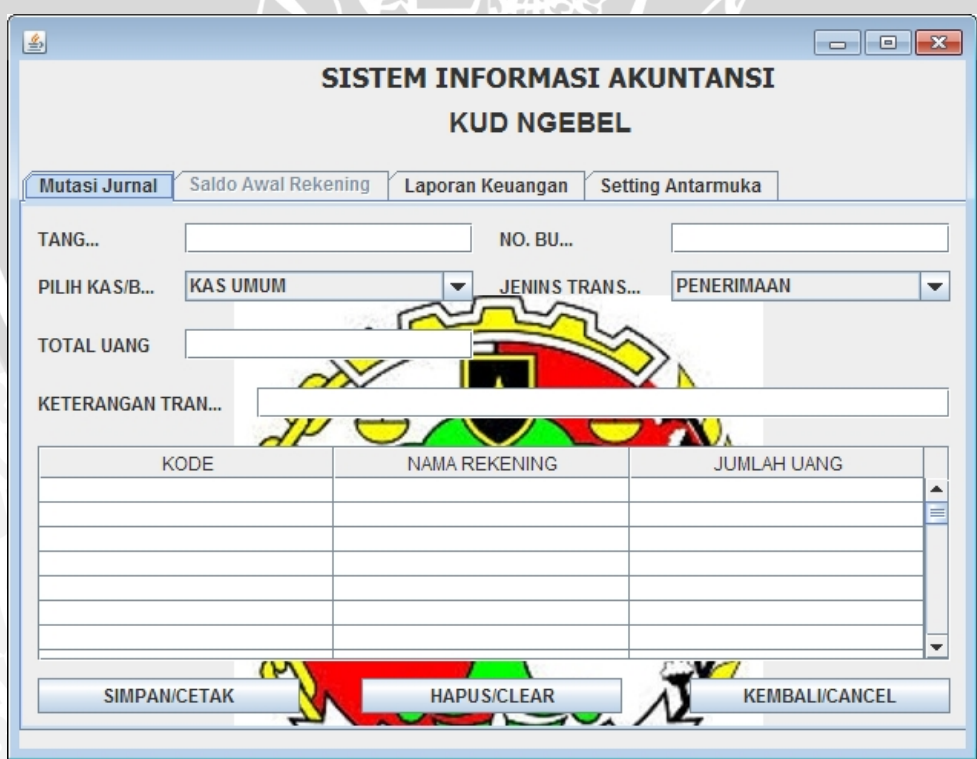 SISTEM INFORMASI AKUNTANSI
KUD NGEBEL
Mutasi Jurnal Saldo Awal Rekening Laporan Keuangan Setting Antarmuka
TANG... NO. BU...
PILIH KAS/B... KAS UMUM JENINS TRANS... PENERIMAAN
TOTAL UANG
KETERANGAN TRAN...
KODE NAMA REKENING JUMLAH UANG
SIMPAN/CETAK HAPUS/CLEAR KEMBALI/CANCEL